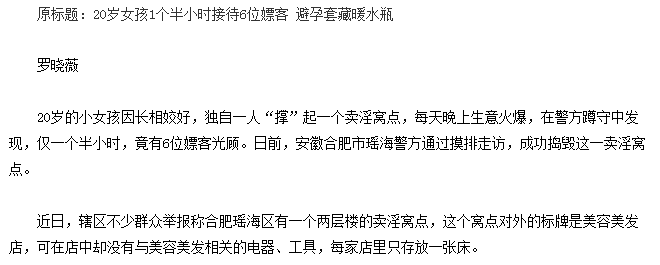 原标题：20岁女孩1个半小时接待6位嫖客 避孕套藏暖水瓶
罗晓薇
20岁的小女孩因长相姣好，独自一人“撑”起一个卖淫窝点，每天晚上生意火爆，在警方蹲守中发
现，仅一个半小时，竟有6位嫖客光顾。日前，安徽合肥市瑶海警方通过摸排走访，成功捣毁这一卖淫窝
点。
近日，辖区不少群众举报称合肥瑶海区有一个两层楼的卖淫窝点，这个窝点对外的标牌是美容美发
店，可在店中却没有与美容美发相关的电器、工具，每家店里只存放一张床。